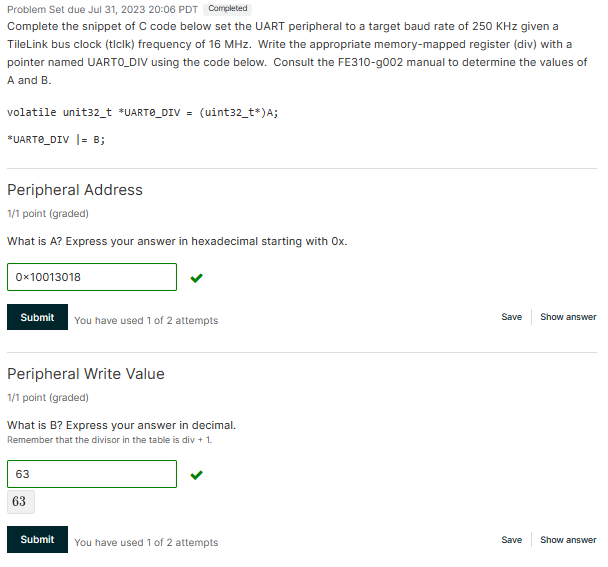 Problem Set due Jul 31, 2023 20:06 PDT Completed
Complete the snippet of C code below set the UART peripheral to a target baud rate of 250 KHz given a
TileLink bus clock (tlclk) frequency of 16 MHz. Write the appropriate memory-mapped register (div) with a
pointer named UART0_DIV using the code below. Consult the FE310-g002 manual to determine the values of
A and B.
volatile unit32_t *UART0_DIV = (uint32_t*)A;
*UART0_DIV |= B;
Peripheral Address
1/1 point (graded)
What is A? Express your answer in hexadecimal starting with 0x.
0×10013018
Submit You have used 1 of 2 attempts Save Show answer
Peripheral Write Value
1/1 point (graded)
What is B? Express your answer in decimal.
Remember that the divisor in the table is div + 1.
63
63
Submit You have used 1 of 2 attempts Save Show answer